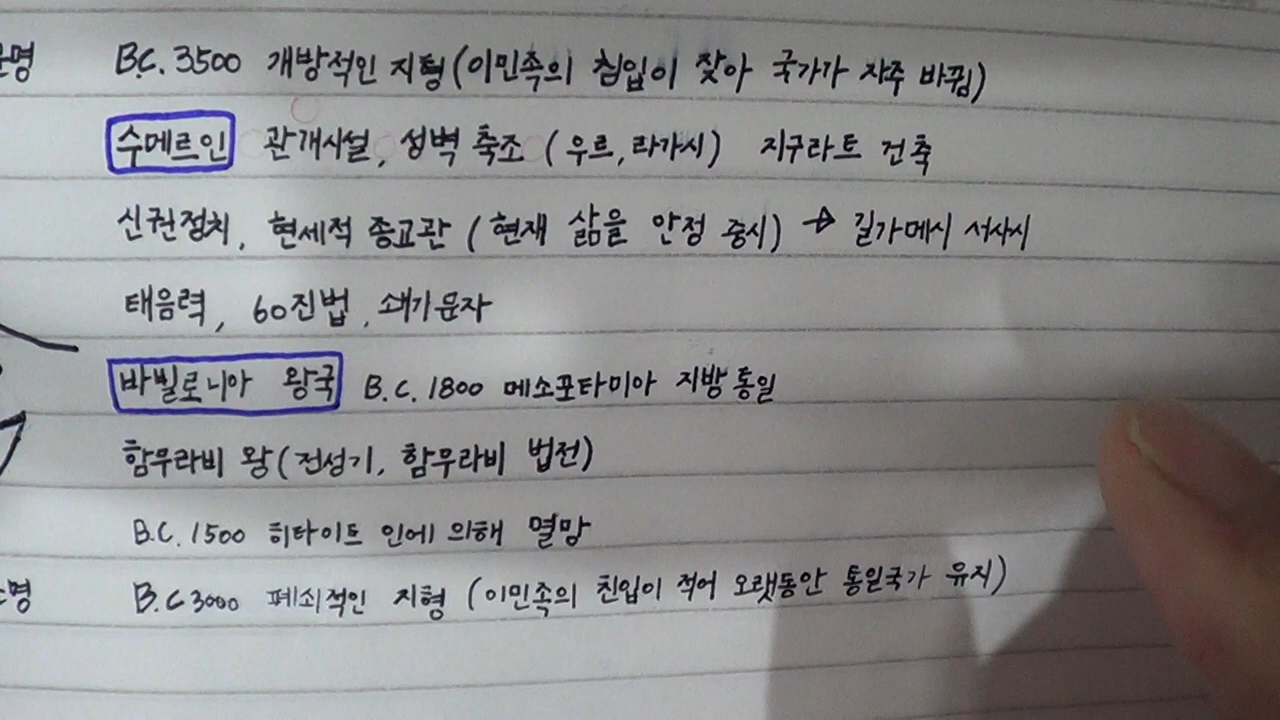 명 B.C. 3500 개방적인 지형 (이민족의 침입이 잦아 국가가 자주 바뀜)
수메르인 관개시설, 성벽 축조 (우르, 라가시) 지구라트 건축
신권정치, 현세적 종교관 (현재 삶을 안정 중시) → 길가메시 서사시
태음력, 60진법, 쐐기문자
바빌로니아 왕국 B.C. 1800 메소포타미아 지방 통일
함무라비 왕 (전성기, 함무라비 법전)
B.C. 1500 히타이트 인에 의해 멸망
명 B.C 3000 폐쇠적인 지형 (이민족의 친입이 적어 오랫동안 통일국가 유지)